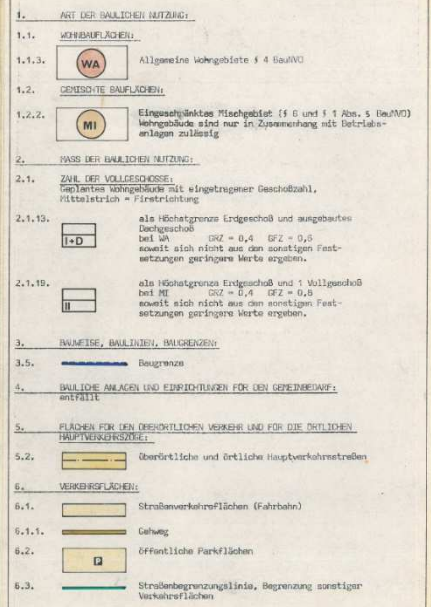 1. ART DER BAULICHEN NUTZUNG:
1.1. WOHNBAUFLÄCHEN:
1.1.3. WA Allgemeine Wohngebiete § 4 BauNVO
1.2. GEMISCHTE BAUFLÄCHEN:
1.2.2. MI Eingeschränktes Mischgebiet (§ 6 und § 1 Abs. 5 BauNVO)
Wohngebäude sind nur in Zusammenhang mit Betriebs-
anlagen zulässig
2. MASS DER BAULICHEN NUTZUNG:
2.1. ZAHL DER VOLLGESCHOSSE:
Geplantes Wohngebäude mit eingetragener Geschoßzahl,
Mittelstrich = Firstrichtung
2.1.13. I+D als Höchstgrenze Erdgeschoß und ausgebautes
Dachgeschoß
bei WA GRZ = 0,4 GFZ = 0,6
soweit sich nicht aus den sonstigen Fest-
setzungen geringere Werte ergeben.
2.1.19. II als Höchstgrenze Erdgeschoß und 1 Vollgeschoß
bei MI GRZ = 0,4 GFZ = 0,6
soweit sich nicht aus den sonstigen Fest-
setzungen geringere Werte ergeben.
3. BAUWEISE, BAULINIEN, BAUGRENZEN:
3.5. Baugrenze
4. BAULICHE ANLAGEN UND EINRICHTUNGEN FÜR DEN GEMEINBEDARF:
entfällt
5. FLÄCHEN FÜR DEN ÜBERÖRTLICHEN VERKEHR UND FÜR DIE ÖRTLICHEN
HAUPTVERKEHRSZÜGE:
5.2. überörtliche und örtliche Hauptverkehrsstraßen
6. VERKEHRSFLÄCHEN:
6.1. Straßenverkehrsflächen (Fahrbahn)
6.1.1. Gehweg
6.2. P öffentliche Parkflächen
6.3. Straßenbegrenzungslinie, Begrenzung sonstiger
Verkehrsflächen